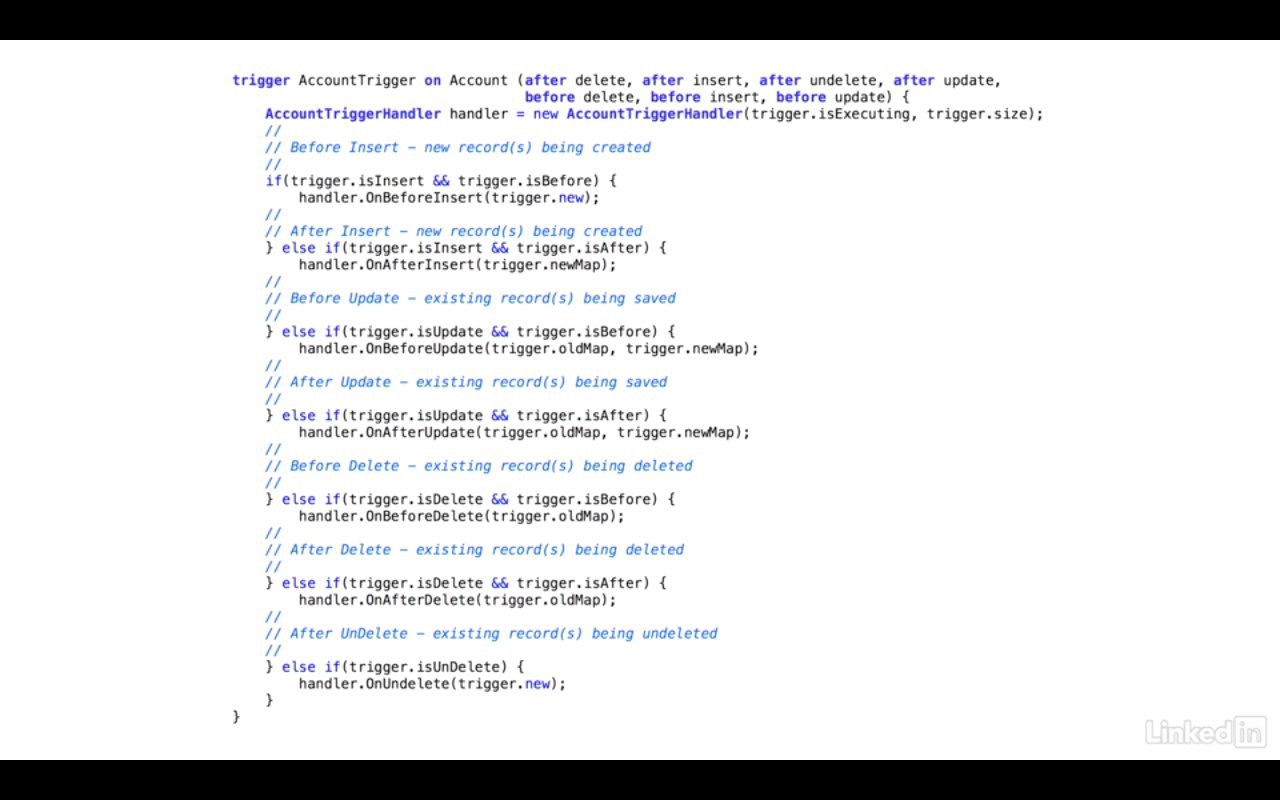 trigger AccountTrigger on Account (after delete, after insert, after undelete, after update,
before delete, before insert, before update) {
AccountTriggerHandler handler = new AccountTriggerHandler(trigger.isExecuting, trigger.size);
//
// Before Insert – new record(s) being created
//
if(trigger.isInsert && trigger.isBefore) {
handler.OnBeforeInsert(trigger.new);
//
// After Insert – new record(s) being created
} else if(trigger.isInsert && trigger.isAfter) {
handler.OnAfterInsert(trigger.newMap);
//
// Before Update – existing record(s) being saved
//
} else if(trigger.isUpdate && trigger.isBefore) {
handler.OnBeforeUpdate(trigger.oldMap, trigger.newMap);
//
// After Update – existing record(s) being saved
//
} else if(trigger.isUpdate && trigger.isAfter) {
handler.OnAfterUpdate(trigger.oldMap, trigger.newMap);
//
// Before Delete – existing record(s) being deleted
//
} else if(trigger.isDelete && trigger.isBefore) {
handler.OnBeforeDelete(trigger.oldMap);
//
// After Delete – existing record(s) being deleted
//
} else if(trigger.isDelete && trigger.isAfter) {
handler.OnAfterDelete(trigger.oldMap);
//
// After UnDelete – existing record(s) being undeleted
//
} else if(trigger.isUnDelete) {
handler.OnUndelete(trigger.new);
}
}
Linked in